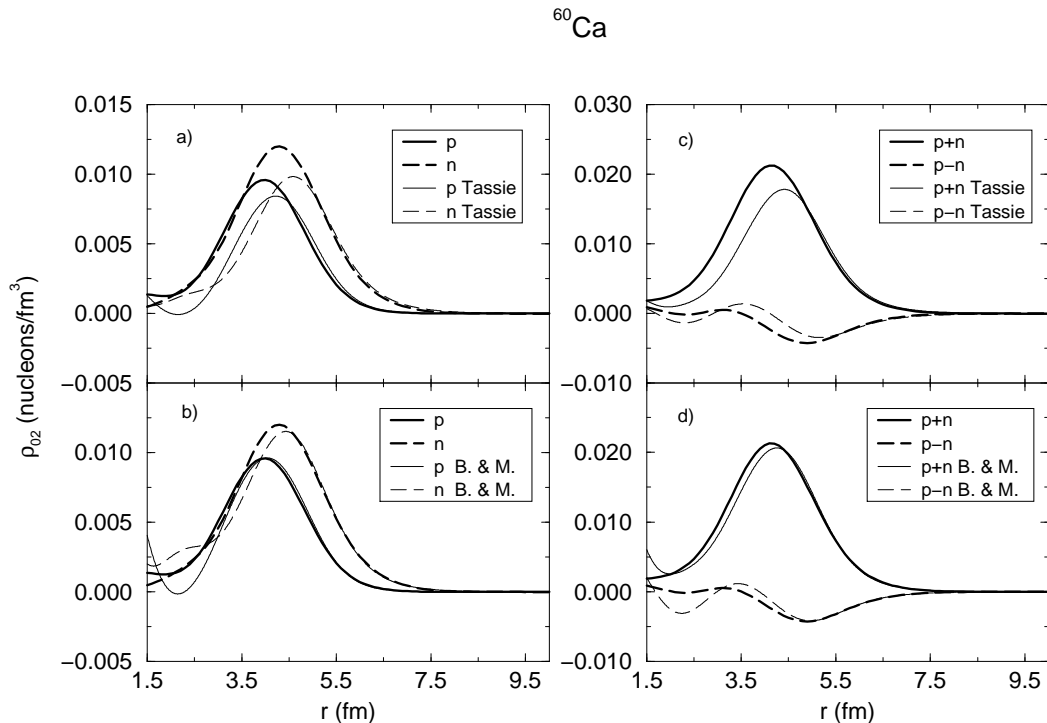 ⁶⁰Ca
ρ₀₂ (nucleons/fm³)
0.015
0.010
0.005
0.000
−0.005
a)
p
n
p Tassie
n Tassie
0.030
0.020
0.010
0.000
−0.010
c)
p+n
p−n
p+n Tassie
p−n Tassie
0.010
0.005
0.000
−0.005
b)
p
n
p B. & M.
n B. & M.
1.5 3.5 5.5 7.5 9.5
r (fm)
0.020
0.010
0.000
−0.010
d)
p+n
p−n
p+n B. & M.
p−n B. & M.
1.5 3.5 5.5 7.5 9.5
r (fm)